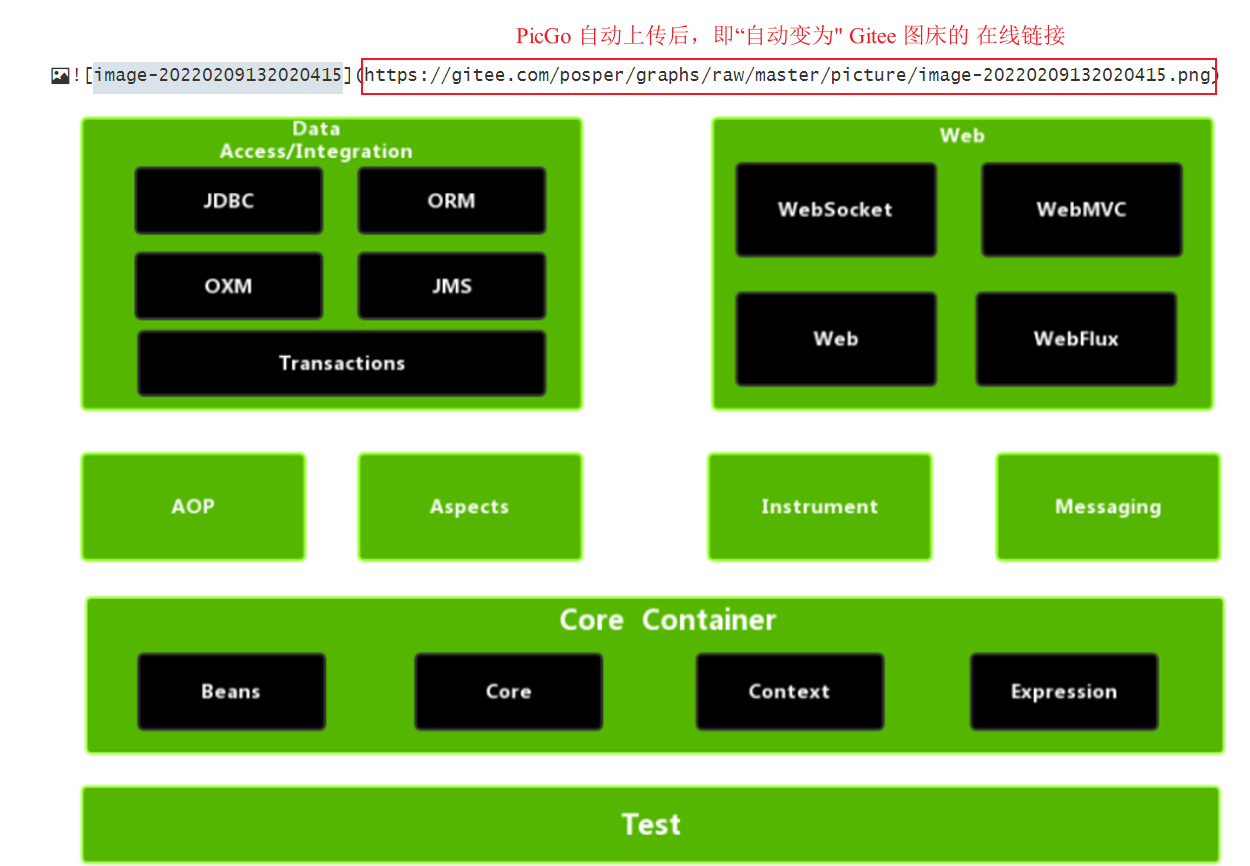 PicGo 自动上传后，即“自动变为" Gitee 图床的 在线链接
![image-20220209132020415](https://gitee.com/posper/graphs/raw/master/picture/image-20220209132020415.png)
Data
Access/Integration
JDBC
ORM
OXM
JMS
Transactions
Web
WebSocket
WebMVC
Web
WebFlux
AOP
Aspects
Instrument
Messaging
Core Container
Beans
Core
Context
Expression
Test